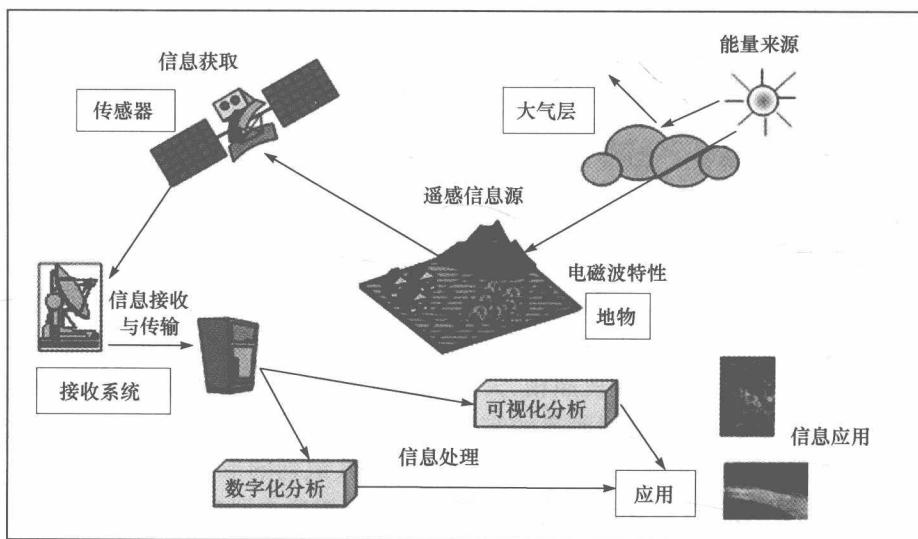 能量来源
信息获取
传感器
大气层
遥感信息源
电磁波特性
地物
信息接收
与传输
接收系统
可视化分析
信息应用
信息处理
数字化分析
应用